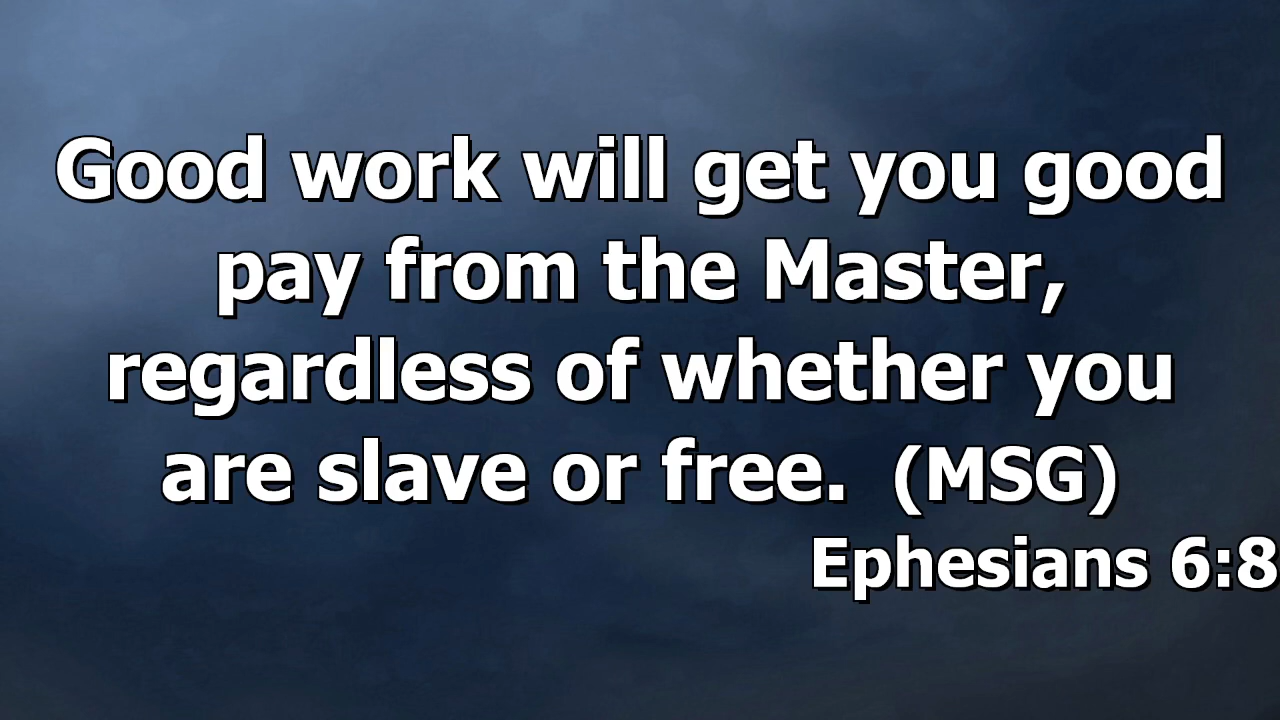 Good work will get you good
pay from the Master,
regardless of whether you
are slave or free.  (MSG)
Ephesians 6:8